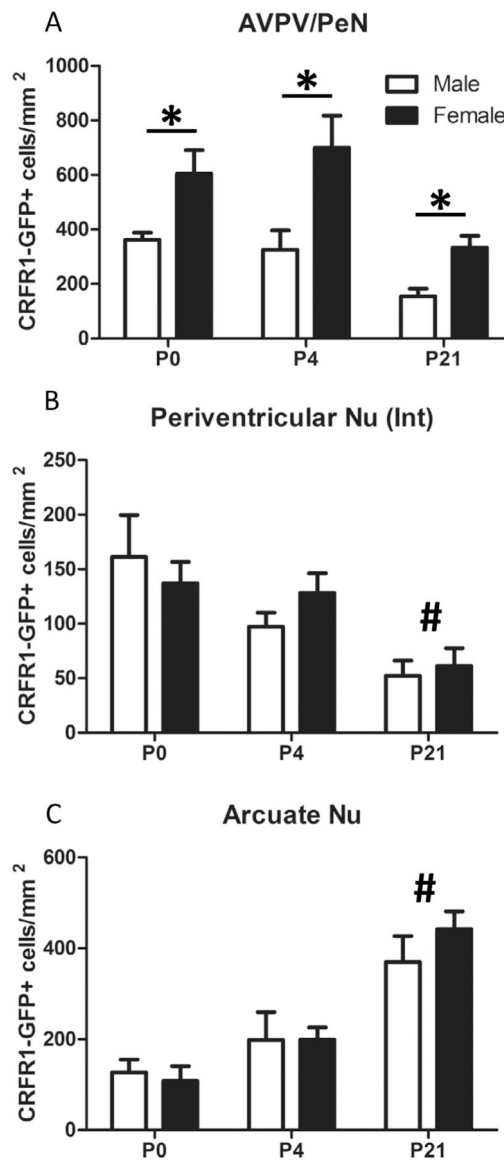 A
AVPV/PeN
CRFR1-GFP+ cells/mm 2
1000
800
600
400
200
0
*
*
*
Male
Female
P0
P4
P21
B
Periventricular Nu (Int)
CRFR1-GFP+ cells/mm 2
250
200
150
100
50
0
#
P0
P4
P21
C
Arcuate Nu
CRFR1-GFP+ cells/mm 2
600
400
200
0
#
P0
P4
P21